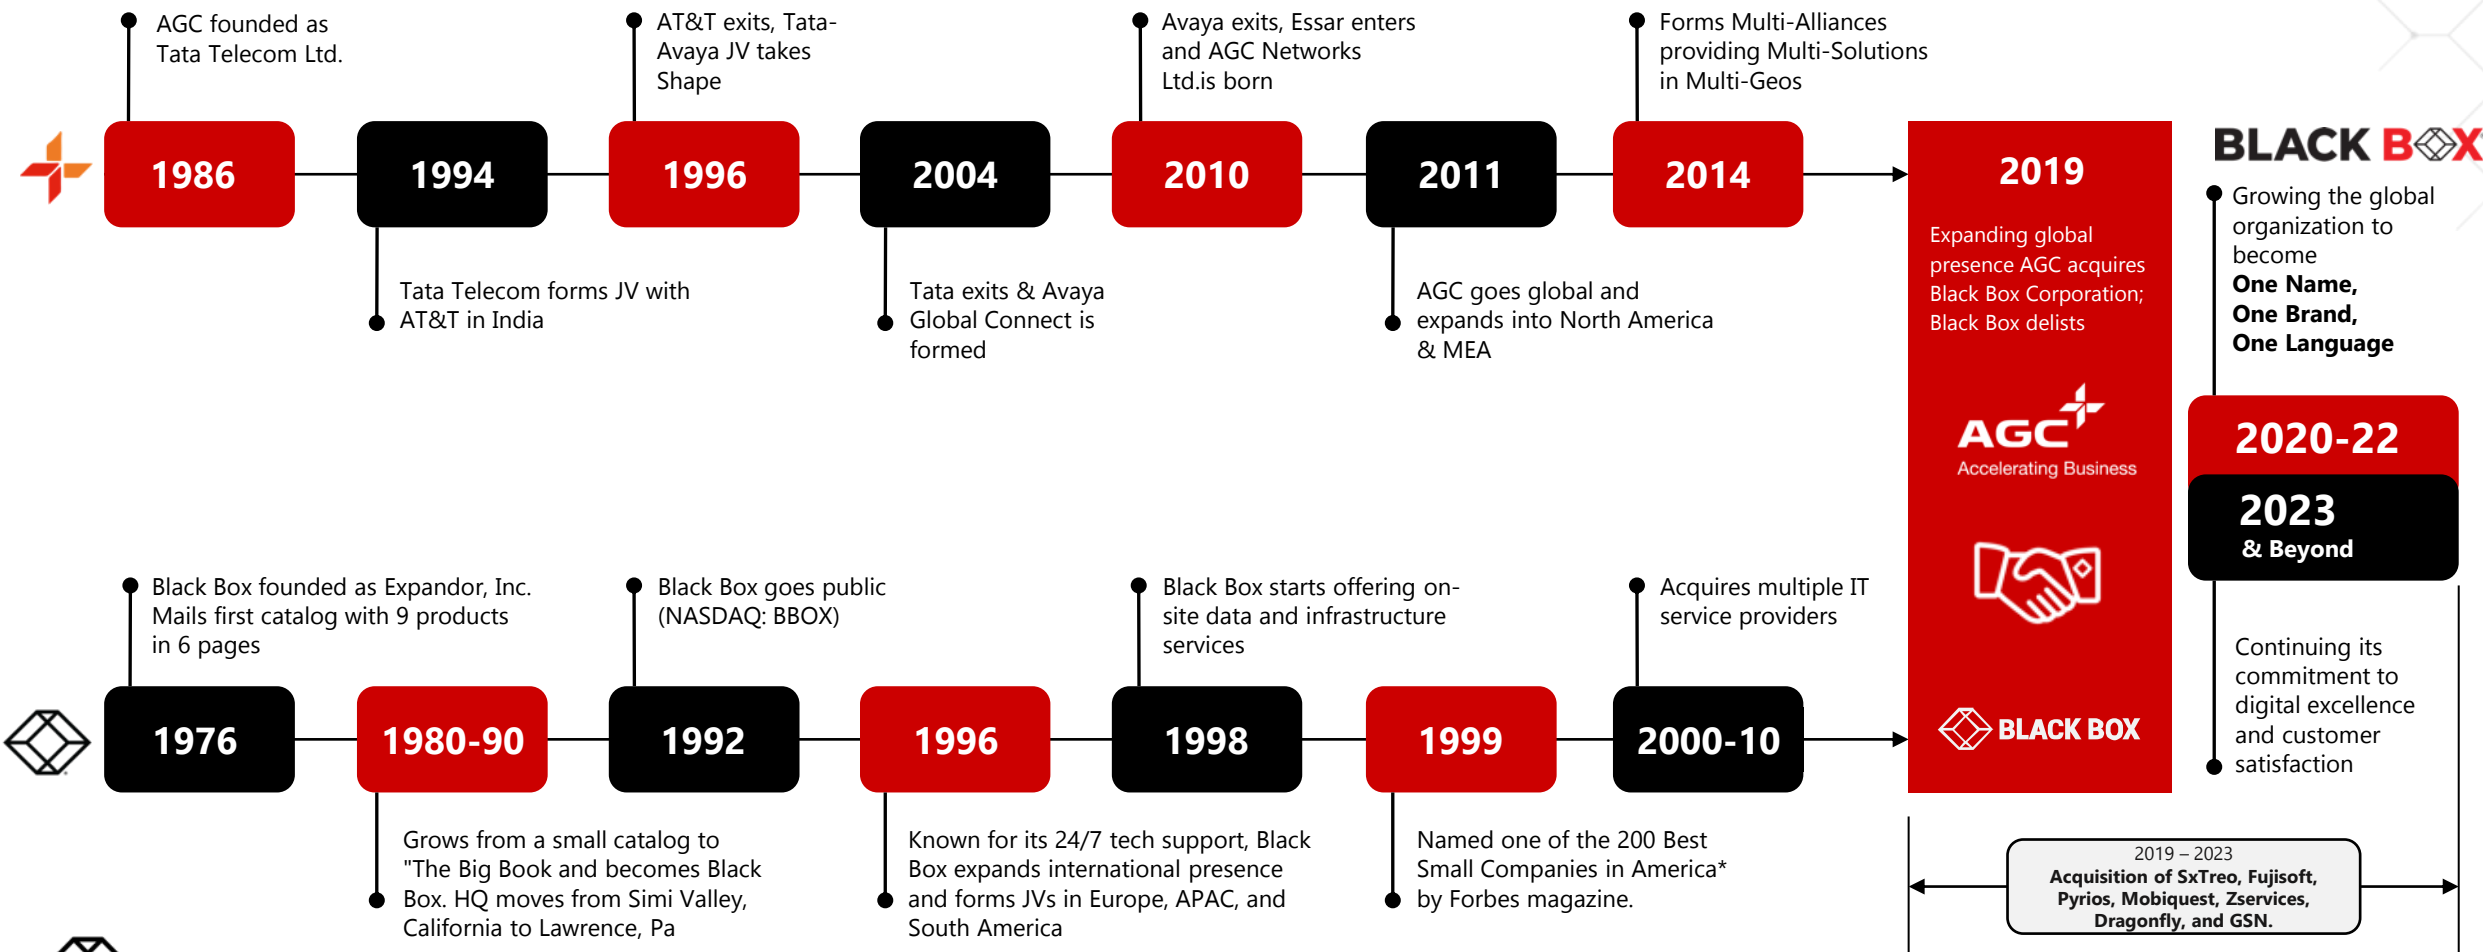 AGC founded as
Tata Telecom Ltd.
AT&T exits, Tata-
Avaya JV takes
Shape
Avaya exits, Essar enters
and AGC Networks
Ltd.is born
Forms Multi-Alliances
providing Multi-Solutions
in Multi-Geos
1986
1994
1996
2004
2010
2011
2014
Tata Telecom forms JV with
AT&T in India
Tata exits & Avaya
Global Connect is
formed
AGC goes global and
expands into North America
& MEA
2019
Expanding global
presence AGC acquires
Black Box Corporation;
Black Box delists
AGC
Accelerating Business
BLACK BOX
BLACK BOX
Growing the global
organization to
become
One Name,
One Brand,
One Language
2020-22
2023
& Beyond
Continuing its
commitment to
digital excellence
and customer
satisfaction
Black Box founded as Expandor, Inc.
Mails first catalog with 9 products
in 6 pages
Black Box goes public
(NASDAQ: BBOX)
Black Box starts offering on-
site data and infrastructure
services
Acquires multiple IT
service providers
1976
1980-90
1992
1996
1998
1999
2000-10
Grows from a small catalog to
"The Big Book and becomes Black
Box. HQ moves from Simi Valley,
California to Lawrence, Pa
Known for its 24/7 tech support, Black
Box expands international presence
and forms JVs in Europe, APAC, and
South America
Named one of the 200 Best
Small Companies in America*
by Forbes magazine.
2019 – 2023
Acquisition of SxTreo, Fujisoft,
Pyrios, Mobiquest, Zservices,
Dragonfly, and GSN.